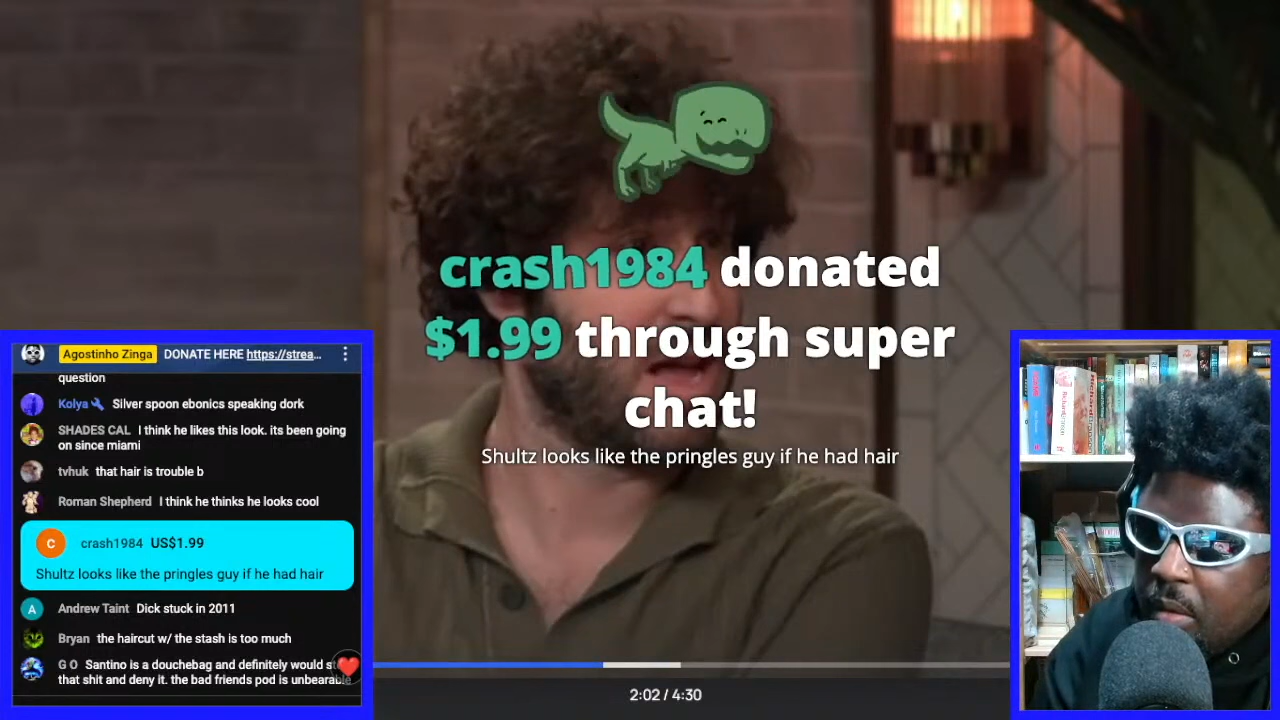 crash1984 donated
$1.99 through super
chat!
Shultz looks like the pringles guy if he had hair
Agostinho Zinga DONATE HERE https://strea...
question
Kolya Silver spoon ebonics speaking dork
SHADES CAL I think he likes this look. its been going
on since miami
tvhuk that hair is trouble b
Roman Shepherd I think he thinks he looks cool
C crash1984 US$1.99
Shultz looks like the pringles guy if he had hair
A Andrew Taint Dick stuck in 2011
Bryan the haircut w/ the stash is too much
G O Santino is a douchebag and definitely would
that shit and deny it. the bad friends pod is unbearable
2:02 / 4:30